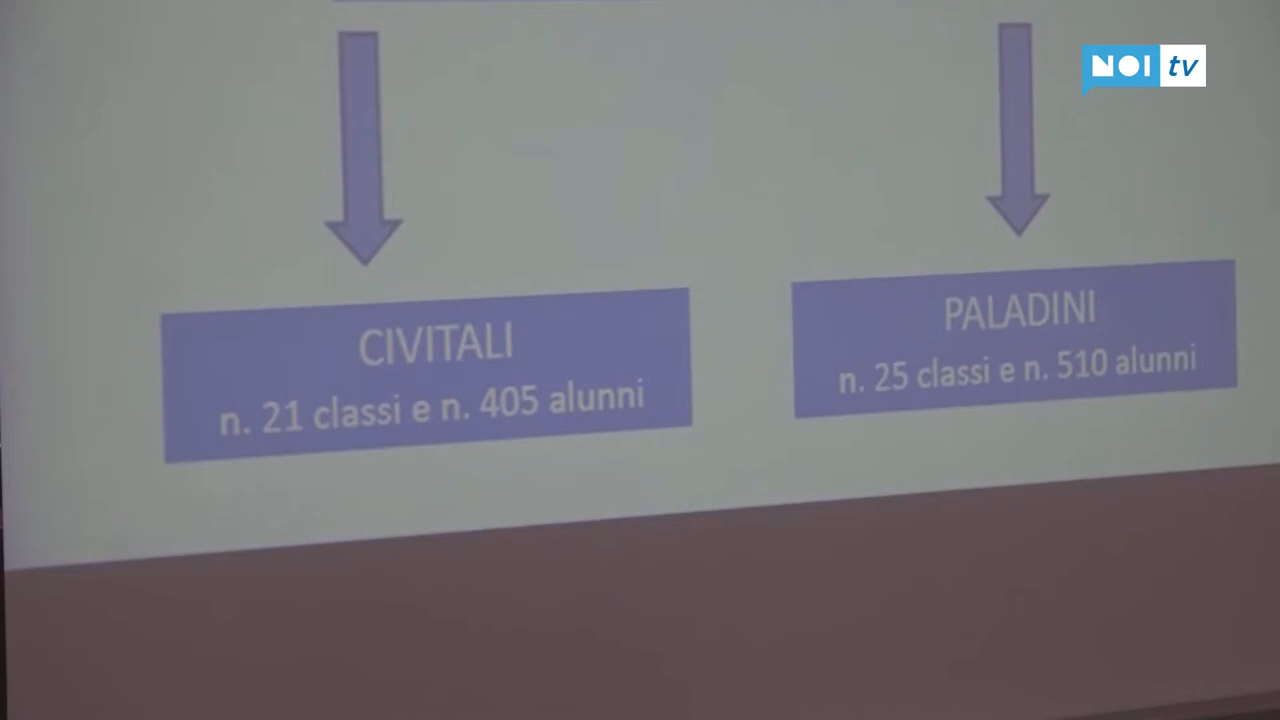 NOI tv
CIVITALI
n. 21 classi e n. 405 alunni
PALADINI
n. 25 classi e n. 510 alunni